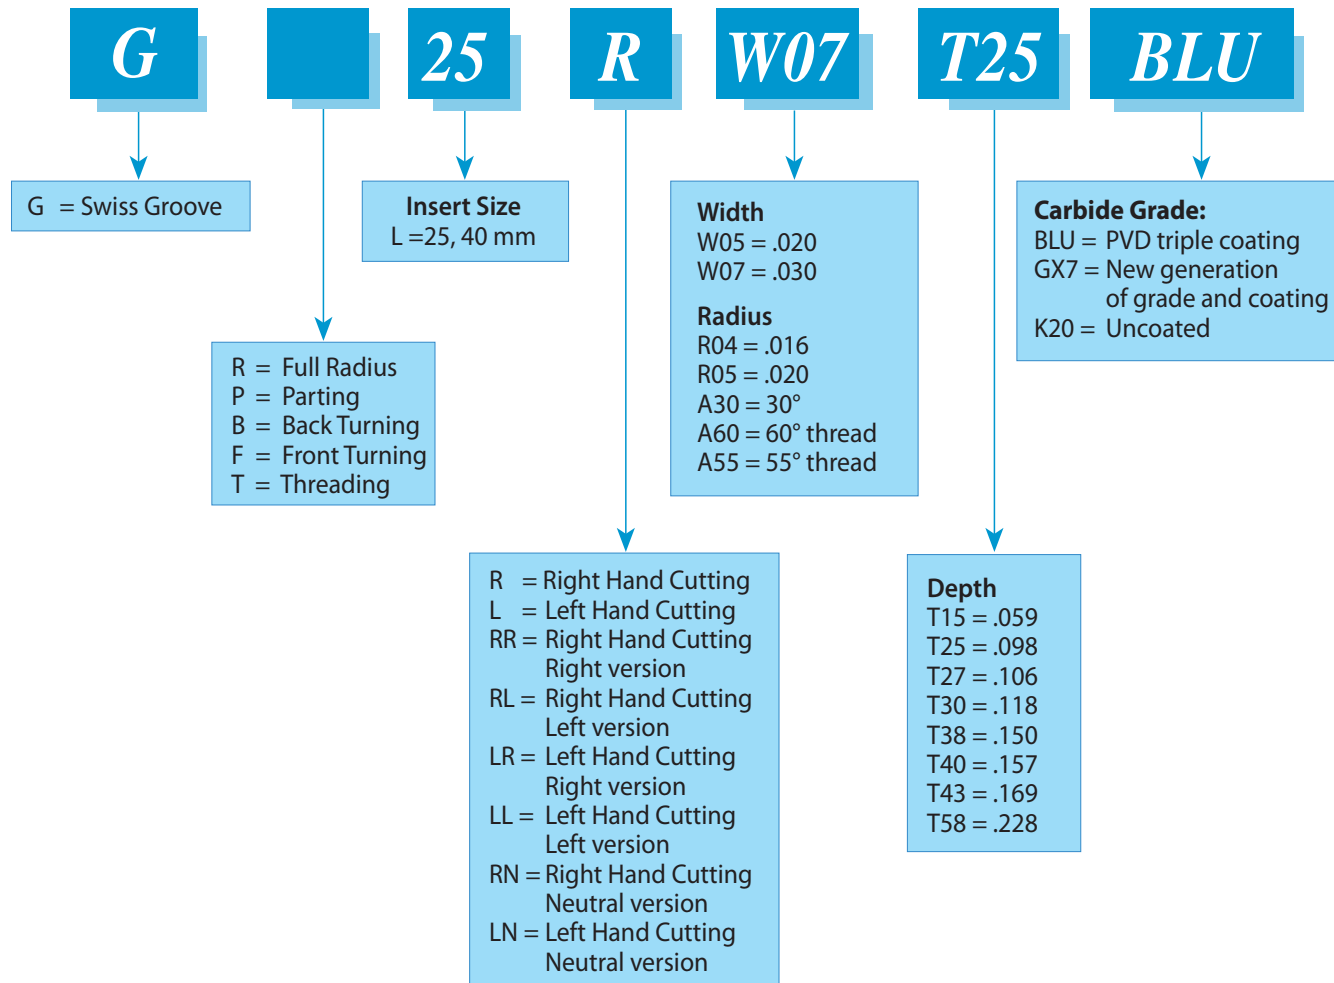 G 25 R W07 T25 BLU
G = Swiss Groove
R = Full Radius
P = Parting
B = Back Turning
F = Front Turning
T = Threading
Insert Size
L =25, 40 mm
R = Right Hand Cutting
L = Left Hand Cutting
RR = Right Hand Cutting
Right version
RL = Right Hand Cutting
Left version
LR = Left Hand Cutting
Right version
LL = Left Hand Cutting
Left version
RN = Right Hand Cutting
Neutral version
LN = Left Hand Cutting
Neutral version
Width
W05 = .020
W07 = .030
Radius
R04 = .016
R05 = .020
A30 = 30°
A60 = 60° thread
A55 = 55° thread
Depth
T15 = .059
T25 = .098
T27 = .106
T30 = .118
T38 = .150
T40 = .157
T43 = .169
T58 = .228
Carbide Grade:
BLU = PVD triple coating
GX7 = New generation
of grade and coating
K20 = Uncoated